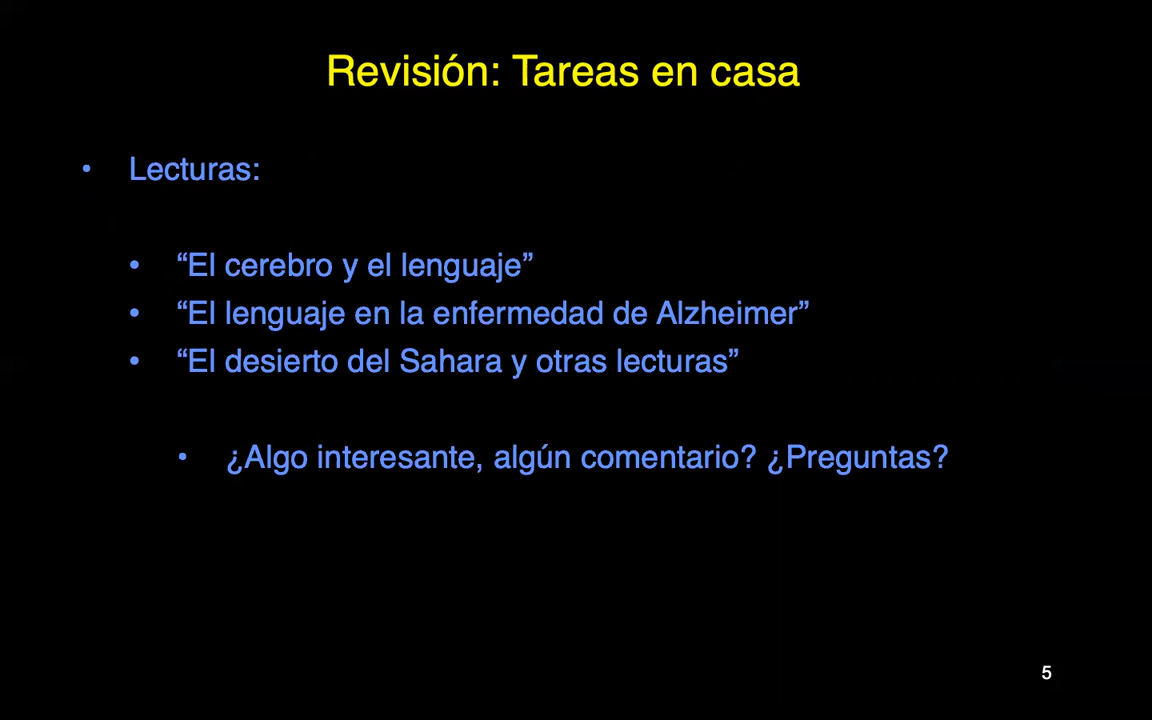 Revisión: Tareas en casa
• Lecturas:
• “El cerebro y el lenguaje”
• “El lenguaje en la enfermedad de Alzheimer”
• “El desierto del Sahara y otras lecturas”
• ¿Algo interesante, algún comentario? ¿Preguntas?
5